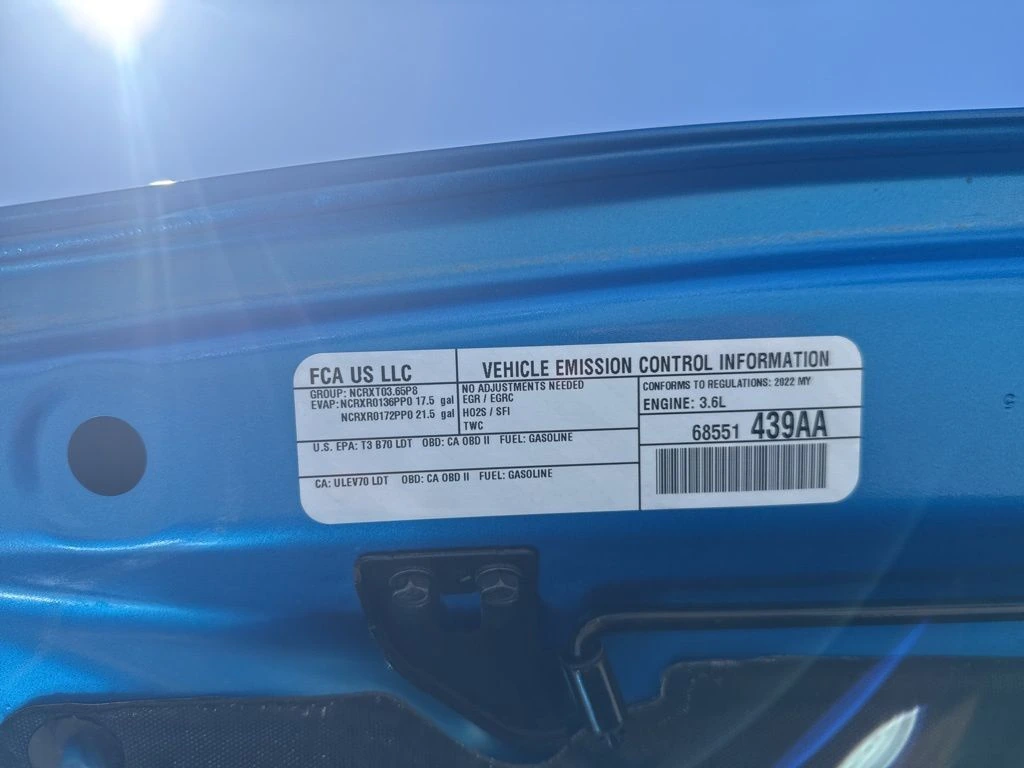 FCA US LLC
VEHICLE EMISSION CONTROL INFORMATION
GROUP: NCRXT03.65P8
EVAP: NCRXR0136PP0 17.5 gal
NCRXR0172PP0 21.5 gal
NO ADJUSTMENTS NEEDED
EGR / EGRC
HO2S / SFI
TWC
CONFORMS TO REGULATIONS: 2022 MY
ENGINE: 3.6L
68551 439AA
U.S. EPA: T3 B70 LDT OBD: CA OBD II FUEL: GASOLINE
CA: ULEV70 LDT OBD: CA OBD II FUEL: GASOLINE